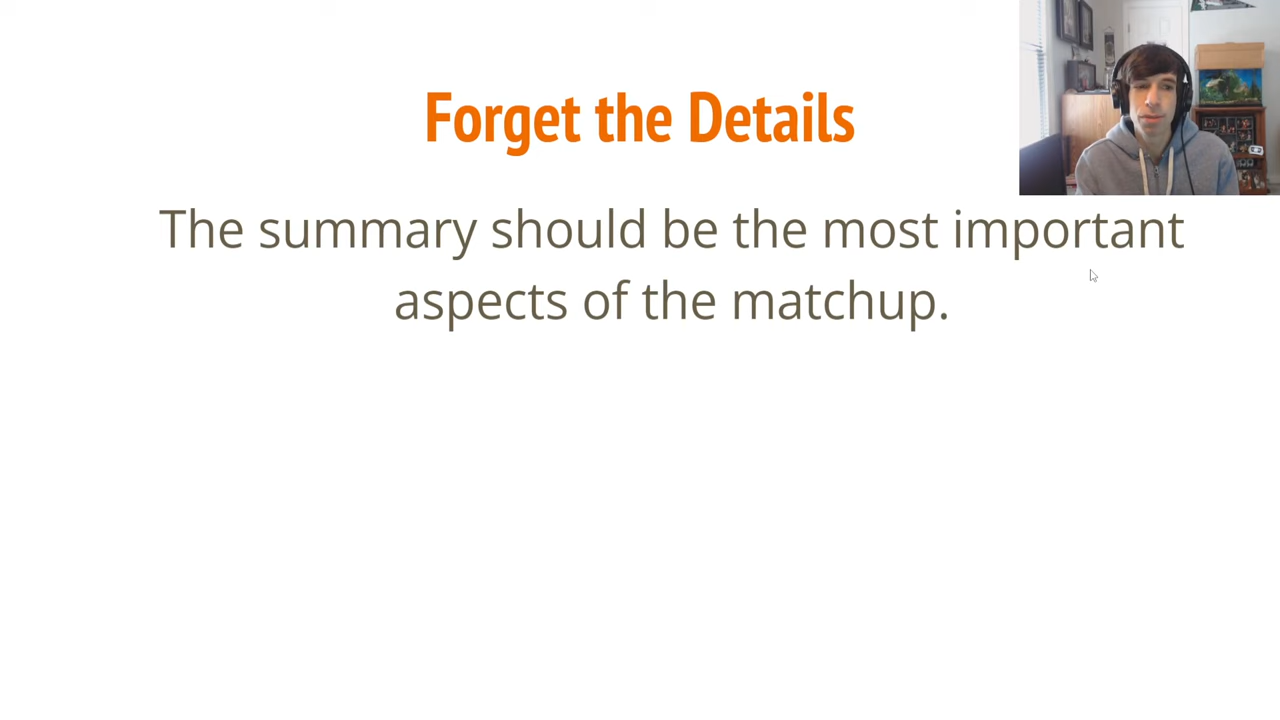 Forget the Details
The summary should be the most important
aspects of the matchup.